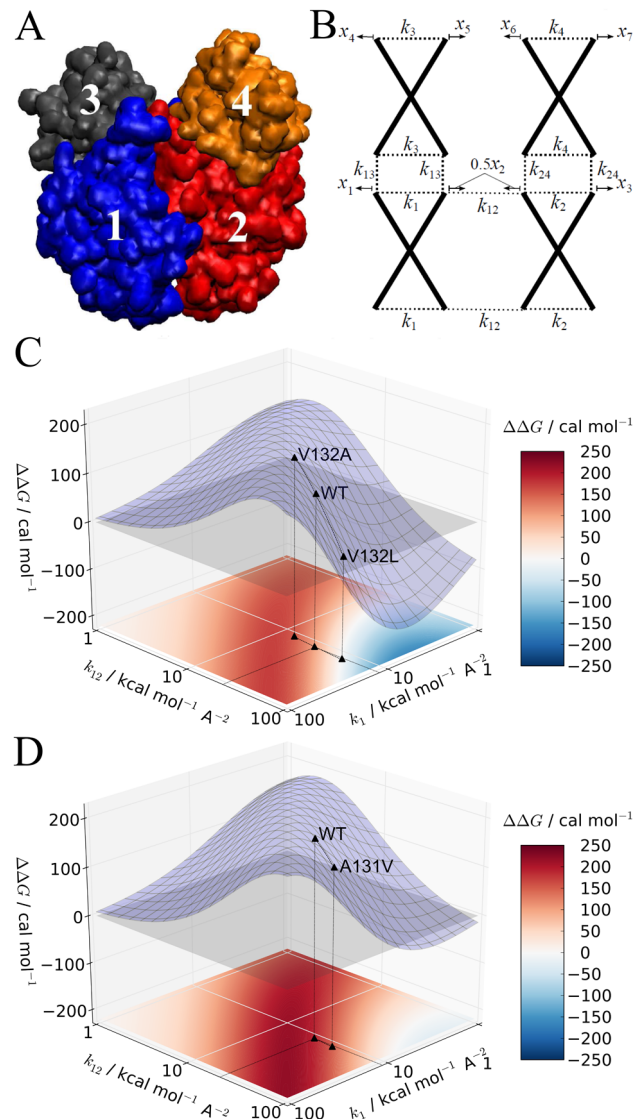 A
3
4
1
2
B
x4
k3
x5
x6
k4
x7
k3
k4
k13
k13
k24
k24
x1
0.5x2
x3
k1
k12
k2
k1
k12
k2
C
200
100
0
−100
−200
ΔΔG / cal mol−1
V132A
WT
V132L
1
10
100
k12 / kcal mol−1 A−2
100
10
1
k1 / kcal mol−1 A−2
ΔΔG / cal mol−1
250
200
150
100
50
0
−50
−100
−150
−200
−250
D
200
100
0
−100
−200
ΔΔG / cal mol−1
WT
A131V
1
10
100
k12 / kcal mol−1 A−2
100
10
1
k1 / kcal mol−1 A−2
ΔΔG / cal mol−1
250
200
150
100
50
0
−50
−100
−150
−200
−250